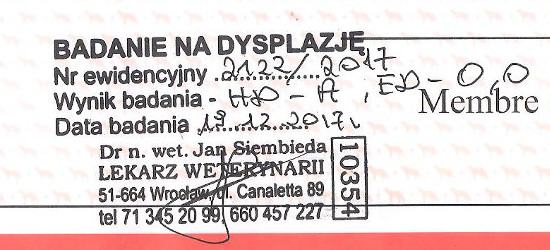 BADANIE NA DYSPLAZJĘ
Nr ewidencyjny 2122/2017
Wynik badania - HD - A, ED - 0,0
Membre
Data badania 19.12.2017r.
Dr n. wet. Jan Siembieda
LEKARZ WETERYNARII
51-664 Wrocław, ul. Canaletta 89
tel 71 345 20 99, 660 457 227
10354